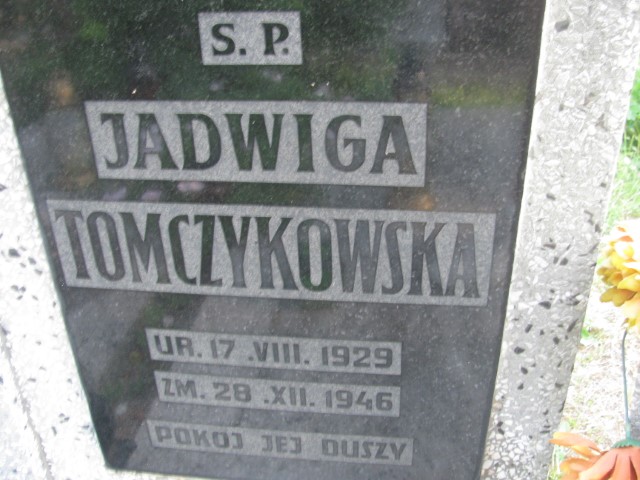 S. P.
JADWIGA
TOMCZYKOWSKA
UR. 17 .VIII. 1929
ZM. 28 .XII. 1946
POKOJ JEJ DUSZY